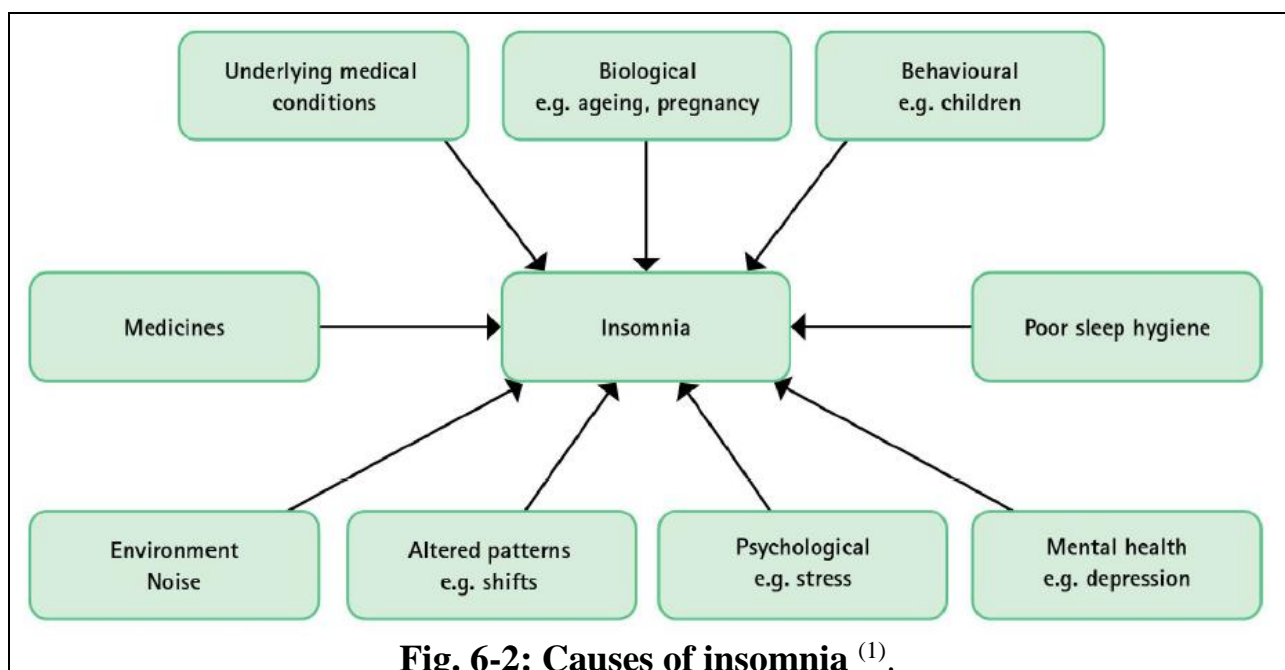 Underlying medical
conditions
Biological
e.g. ageing, pregnancy
Behavioural
e.g. children
Medicines
Insomnia
Poor sleep hygiene
Environment
Noise
Altered patterns
e.g. shifts
Psychological
e.g. stress
Mental health
e.g. depression
Fig. 6-2: Causes of insomnia (1).